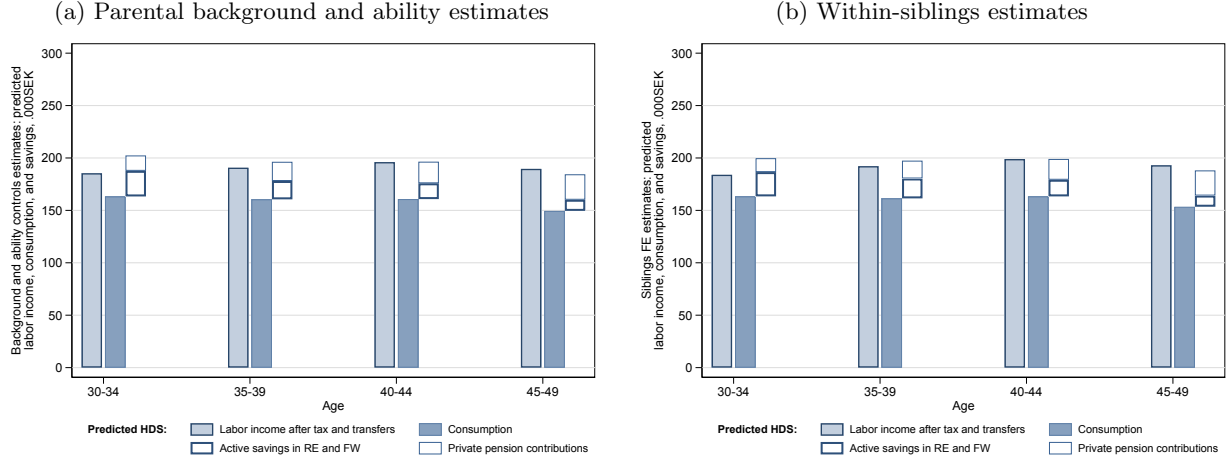 (a) Parental background and ability estimates
Background and ability controls estimates: predicted
labor income, consumption, and savings, .000SEK
300
250
200
150
100
50
0
30-34
35-39
40-44
45-49
Age
Predicted HDS:
Labor income after tax and transfers
Consumption
Active savings in RE and FW
Private pension contributions
(b) Within-siblings estimates
Siblings FE estimates: predicted
labor income, consumption, and savings, .000SEK
300
250
200
150
100
50
0
30-34
35-39
40-44
45-49
Age
Predicted HDS:
Labor income after tax and transfers
Consumption
Active savings in RE and FW
Private pension contributions